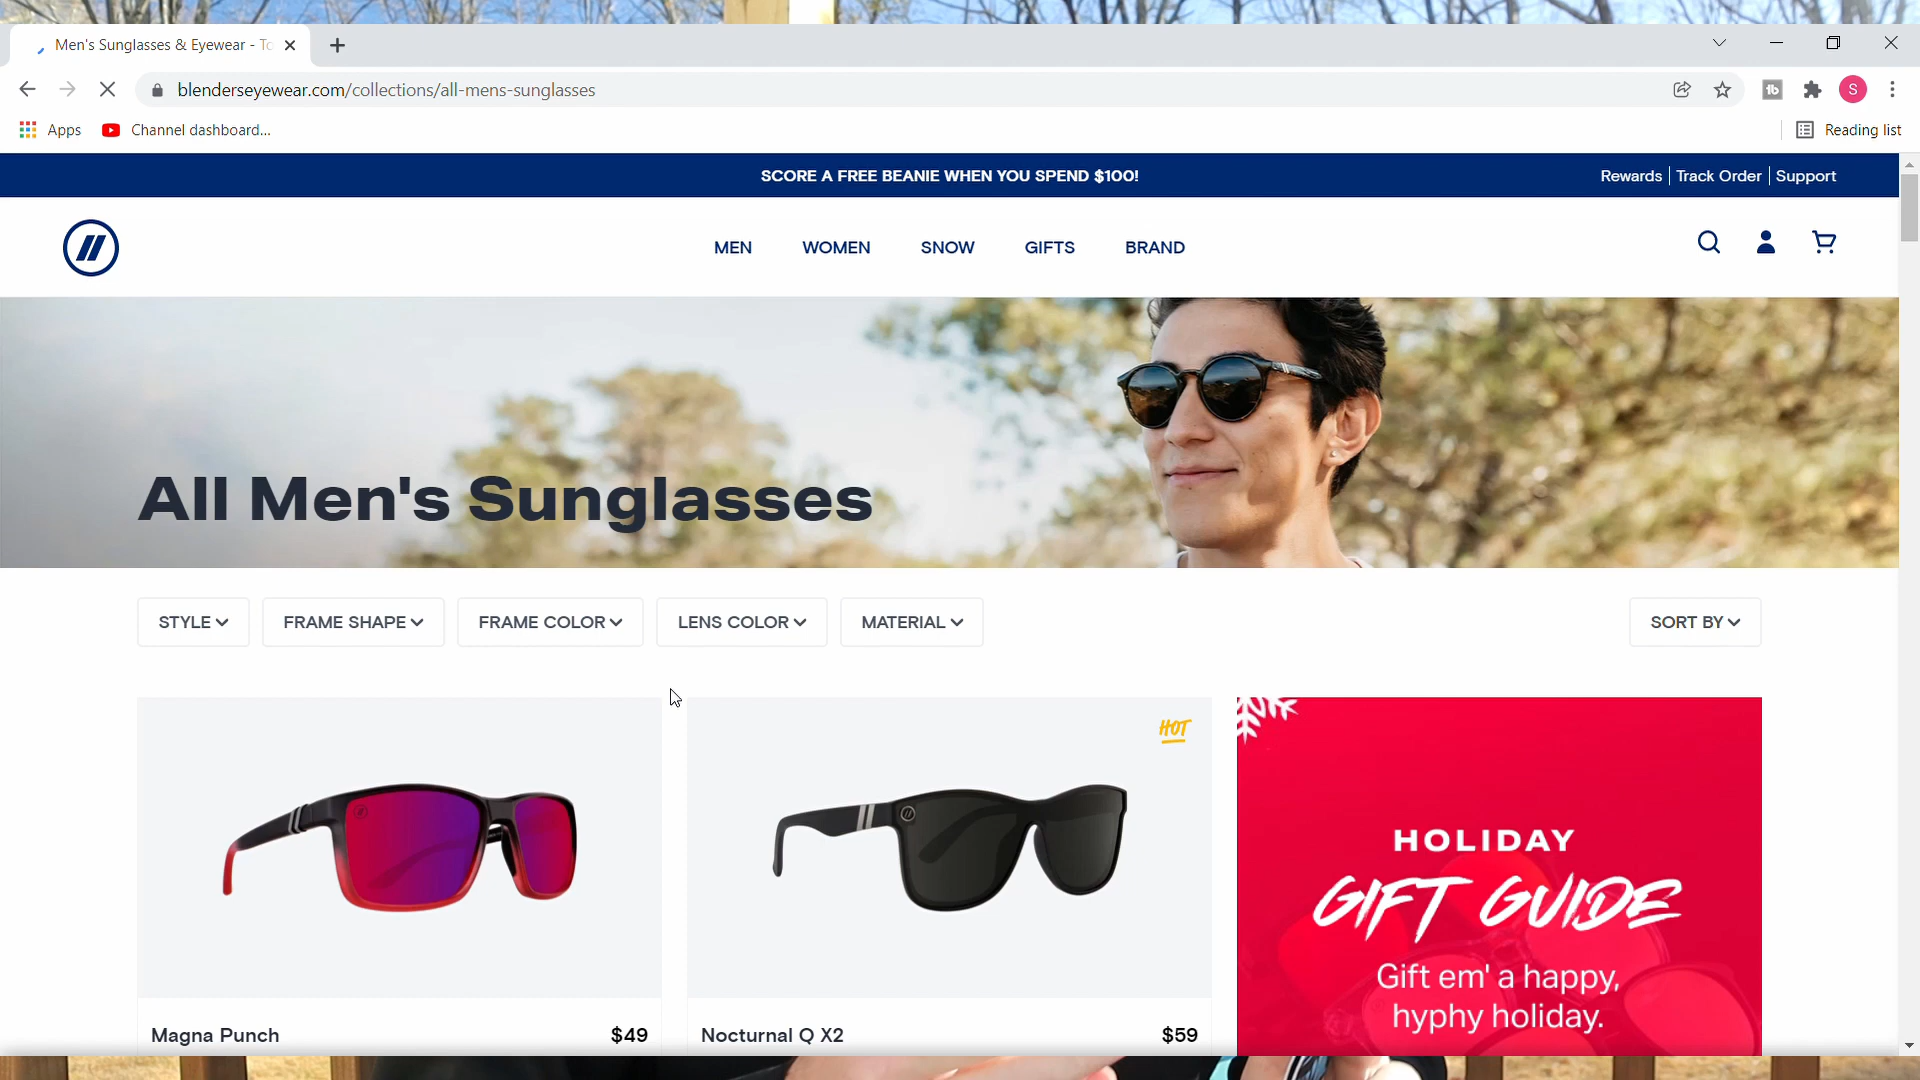 Men's Sunglasses & Eyewear - To
blenderseyewear.com/collections/all-mens-sunglasses
tb
S
Apps
Channel dashboard...
Reading list
SCORE A FREE BEANIE WHEN YOU SPEND $100!
Rewards
Track Order
Support
MEN
WOMEN
SNOW
GIFTS
BRAND
All Men's Sunglasses
STYLE
FRAME SHAPE
FRAME COLOR
LENS COLOR
MATERIAL
SORT BY
HOT
HOLIDAY
GIFT GUIDE
Gift em' a happy,
hyphy holiday.
Magna Punch
$49
Nocturnal Q X2
$59